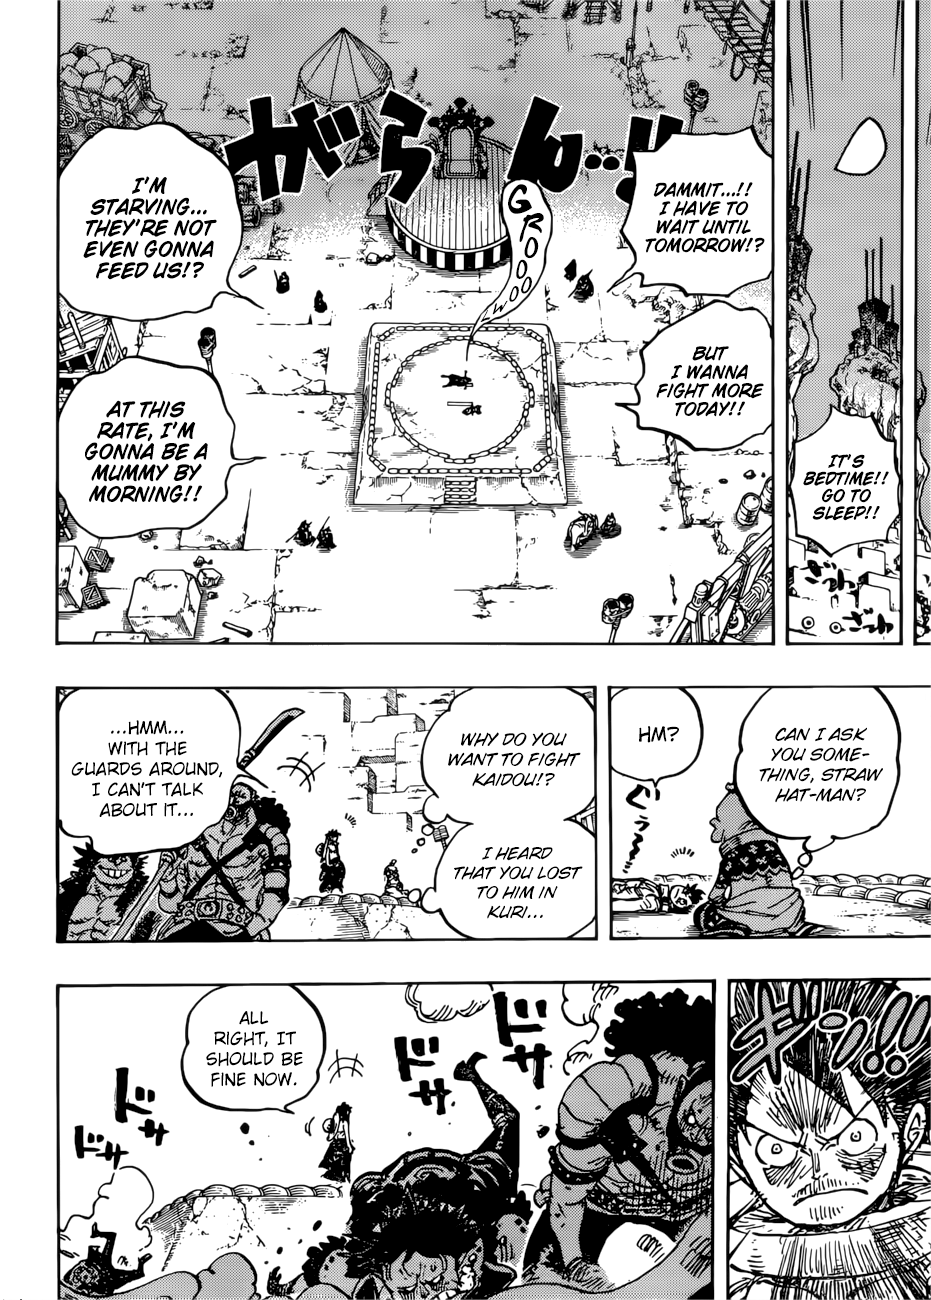 IT'S
BEDTIME!!
GO TO
SLEEP!!
DAMMIT...!!
I HAVE TO
WAIT UNTIL
TOMORROW!?
BUT
I WANNA
FIGHT MORE
TODAY!!
がらん...
GROOOWOO
I'M
STARVING...
THEY'RE NOT
EVEN GONNA
FEED US!?
AT THIS
RATE, I'M
GONNA BE A
MUMMY BY
MORNING!!
CAN I ASK
YOU SOME-
THING, STRAW
HAT-MAN?
HM?
WHY DO YOU
WANT TO FIGHT
KAIDOU!?
I HEARD
THAT YOU LOST
TO HIM IN
KURI...
...HMM...
WITH THE
GUARDS AROUND,
I CAN'T TALK
ABOUT IT...
ギン!!
ドサ
ドサ
ドサ
ドサ
ALL
RIGHT, IT
SHOULD BE
FINE NOW.